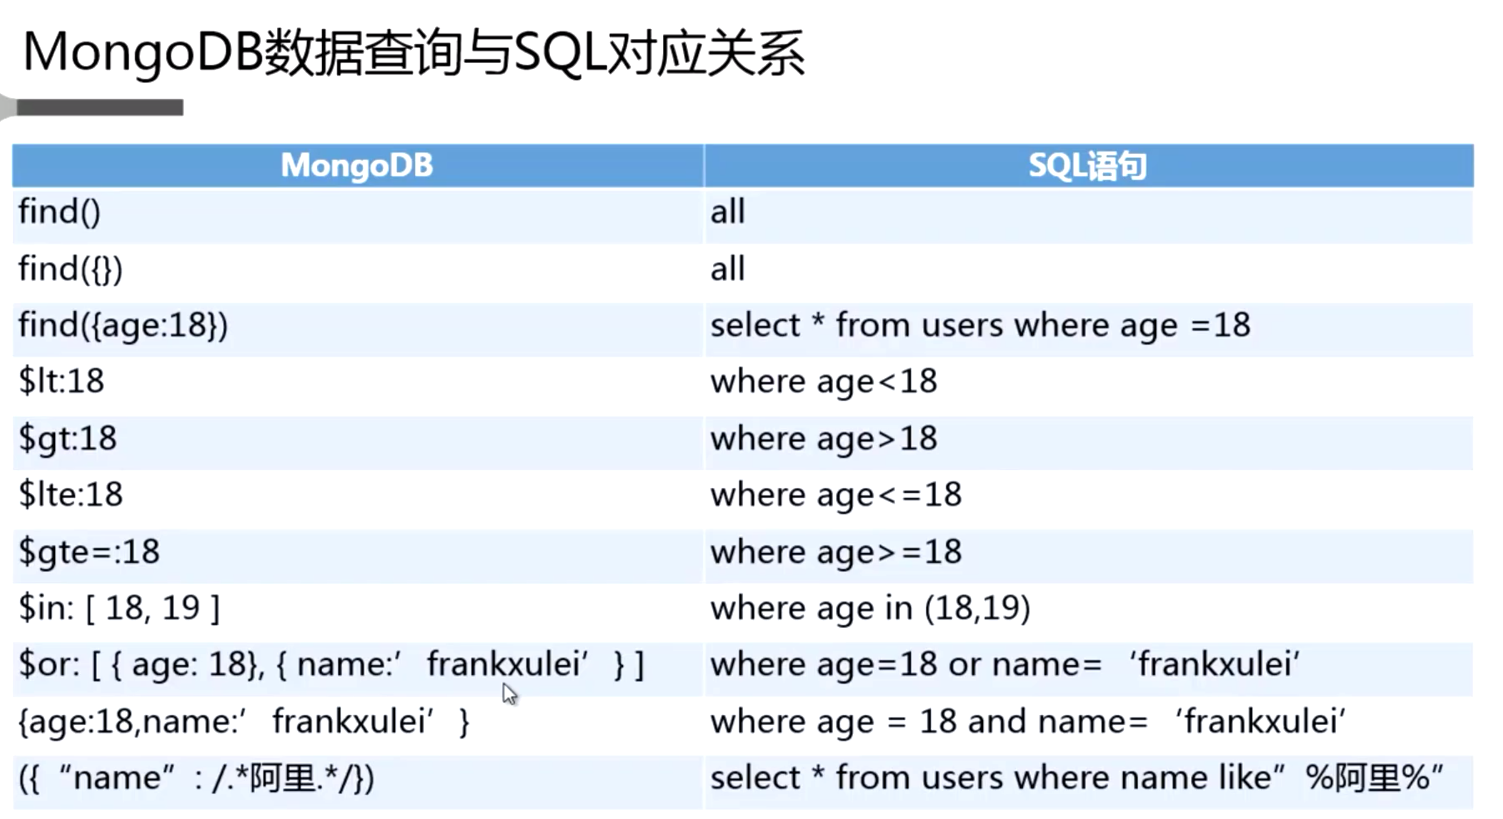 MongoDB数据查询与SQL对应关系
MongoDB SQL语句
find() all
find({}) all
find({age:18}) select * from users where age =18
$lt:18 where age<18
$gt:18 where age>18
$lte:18 where age<=18
$gte=:18 where age>=18
$in: [ 18, 19 ] where age in (18,19)
$or: [ { age: 18}, { name:’ frankxulei’ } ] where age=18 or name= ‘frankxulei’
{age:18,name:’ frankxulei’ } where age = 18 and name= ‘frankxulei’
({ “name” : /.*阿里.*/}) select * from users where name like” %阿里%”